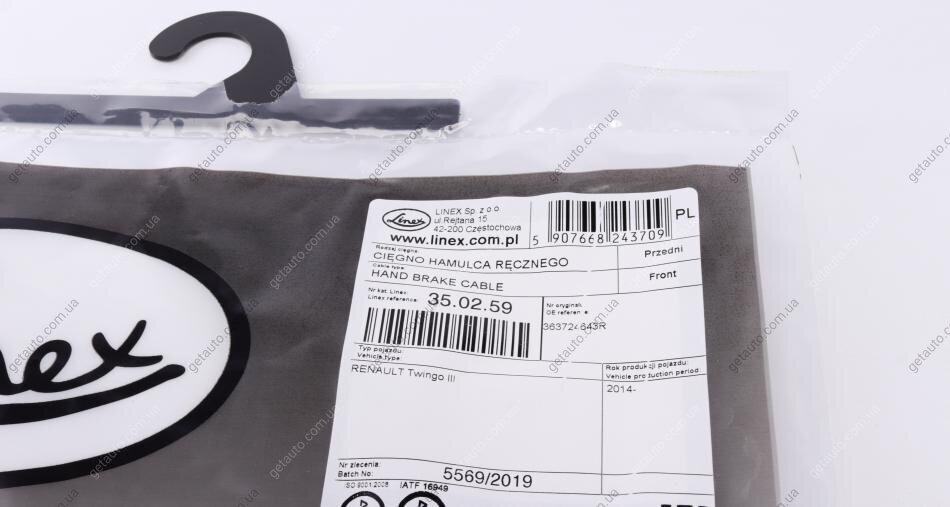 Linex
LINEX Sp. z o.o.
ul.Rejtana 15
42-200 Częstochowa
www.linex.com.pl
5 907668 243709
PL
Rodzaj cięgna:
CIĘGNO HAMULCA RĘCZNEGO
Przedni
Cable type:
HAND BRAKE CABLE
Front
Nr kat. Linex:
Linex reference:
35.02.59
Nr oryginal.
OE reference
363724643R
Typ pojazdu:
Vehicle type:
RENAULT Twingo III
Rok produkcji pojazdu:
Vehicle production period:
2014-
Nr zlecenia:
Batch No:
5569/2019
ISO 9001:2008
IATF 16949
nex
getauto.com.ua